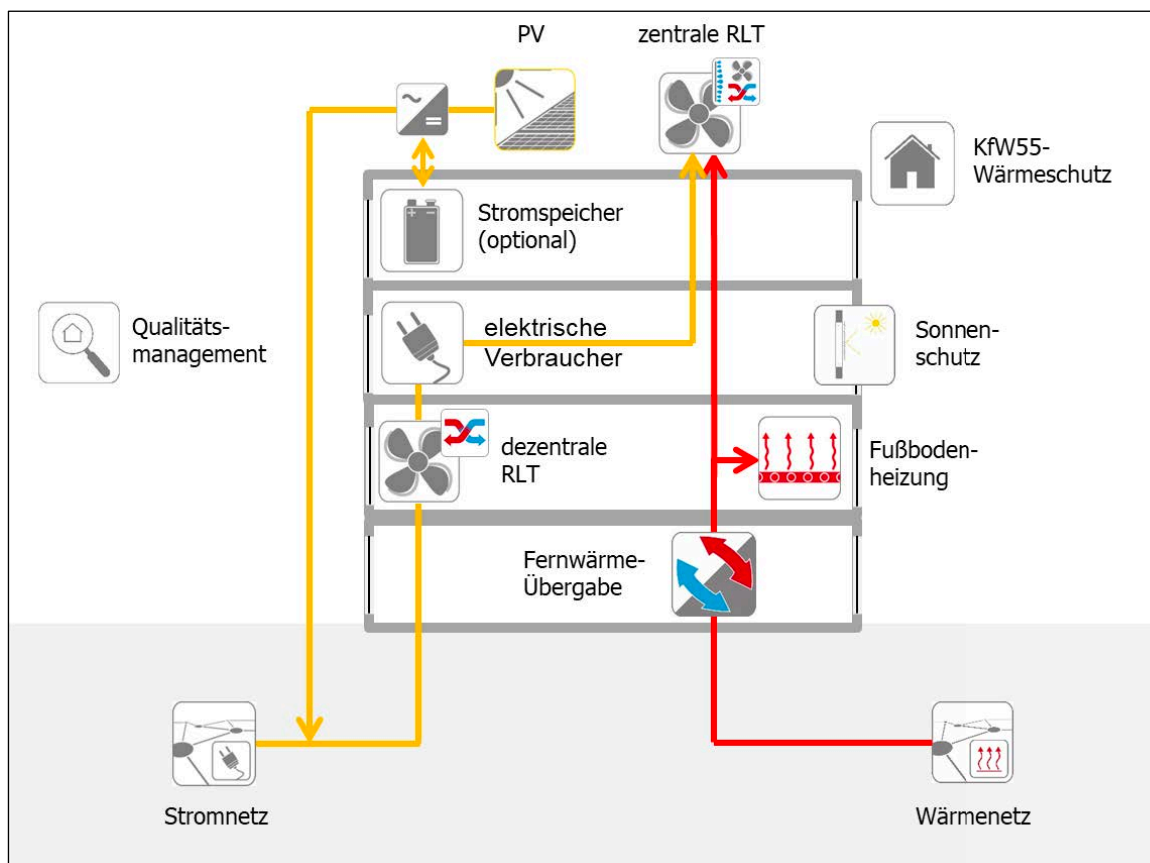 PV
zentrale RLT
KfW55-
Wärmeschutz
Stromspeicher
(optional)
Qualitäts-
management
elektrische
Verbraucher
Sonnen-
schutz
dezentrale
RLT
Fußboden-
heizung
Fernwärme-
Übergabe
Stromnetz
Wärmenetz